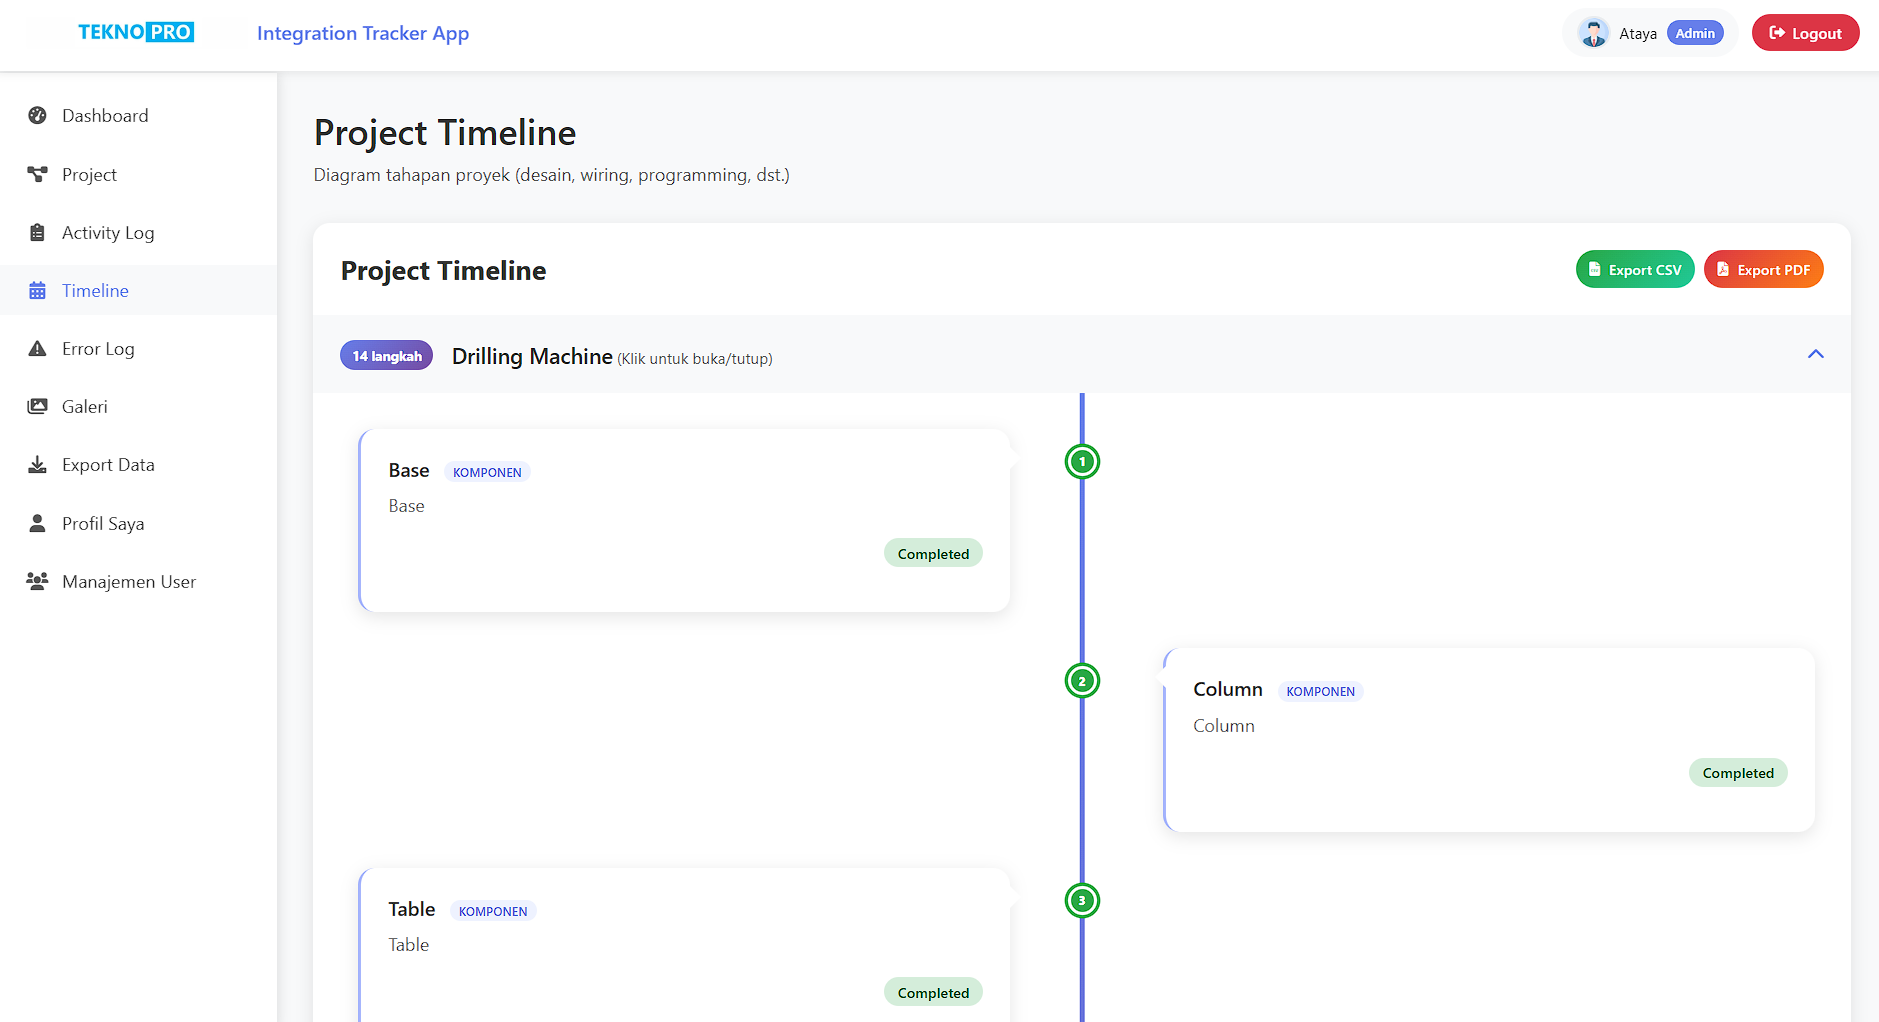 TEKNOPRO
Integration Tracker App
Ataya
Admin
Logout
Dashboard
Project
Activity Log
Timeline
Error Log
Galeri
Export Data
Profil Saya
Manajemen User
Project Timeline
Diagram tahapan proyek (desain, wiring, programming, dst.)
Project Timeline
Export CSV
Export PDF
14 langkah
Drilling Machine (Klik untuk buka/tutup)
1
Base KOMPONEN
Base
Completed
2
Column KOMPONEN
Column
Completed
3
Table KOMPONEN
Table
Completed